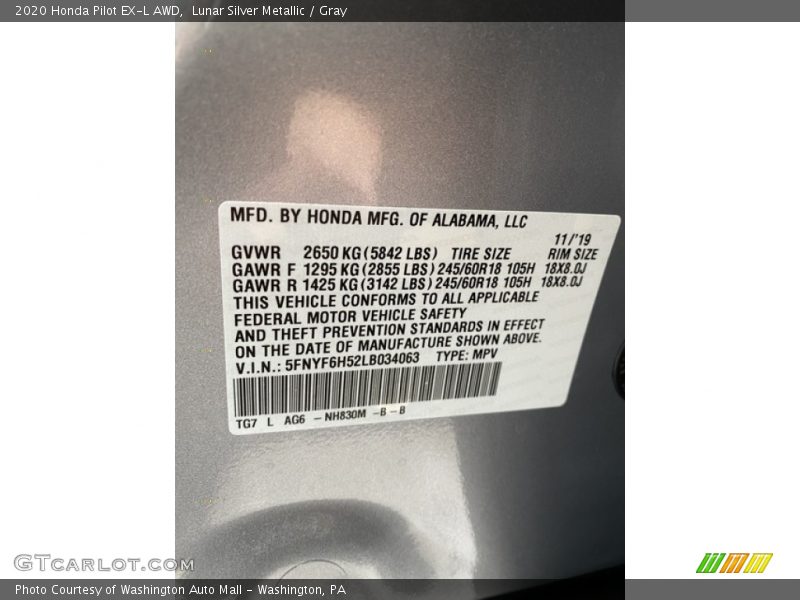 2020 Honda Pilot EX-L AWD,  Lunar Silver Metallic / Gray
MFD. BY HONDA MFG. OF ALABAMA, LLC
11/'19
GVWR 2650 KG (5842 LBS) TIRE SIZE RIM SIZE
GAWR F 1295 KG (2855 LBS) 245/60R18 105H 18X8.0J
GAWR R 1425 KG (3142 LBS) 245/60R18 105H 18X8.0J
THIS VEHICLE CONFORMS TO ALL APPLICABLE
FEDERAL MOTOR VEHICLE SAFETY
AND THEFT PREVENTION STANDARDS IN EFFECT
ON THE DATE OF MANUFACTURE SHOWN ABOVE.
V.I.N.: 5FNYF6H52LB034063 TYPE: MPV
TG7 L AG6 - NH830M -B - B
GTCARLOT.COM
Photo Courtesy of Washington Auto Mall - Washington, PA